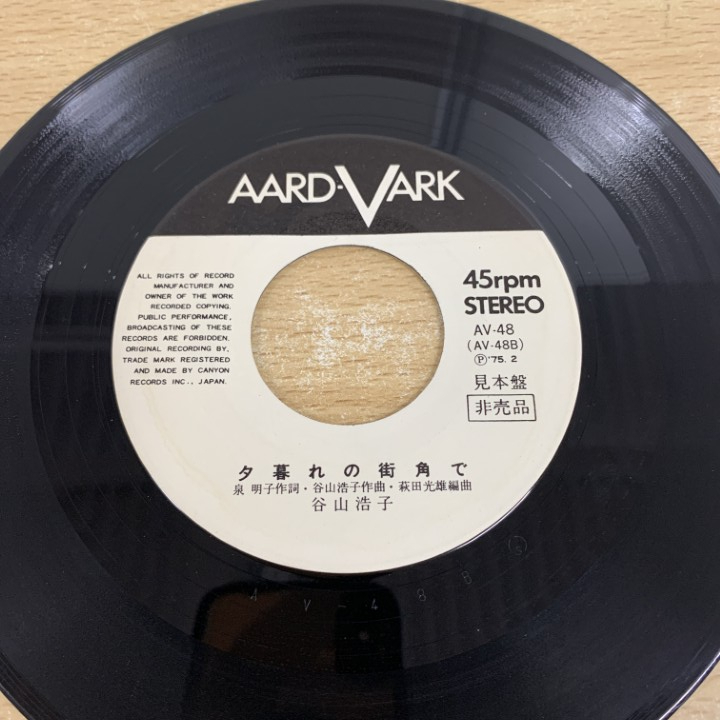 AARD-VARK
ALL RIGHTS OF RECORD
MANUFACTURER AND
OWNER OF THE WORK
RECORDED COPYING,
PUBLIC PERFORMANCE,
BROADCASTING OF THESE
RECORDS ARE FORBIDDEN.
ORIGINAL RECORDING BY,
TRADE MARK REGISTERED
AND MADE BY CANYON
RECORDS INC., JAPAN.
45rpm
STEREO
AV-48
(AV-48B)
Ⓟ'75. 2
見本盤
非売品
夕暮れの街角で
泉 明子作詞・谷山浩子作曲・萩田光雄編曲
谷山浩子
AV-48B